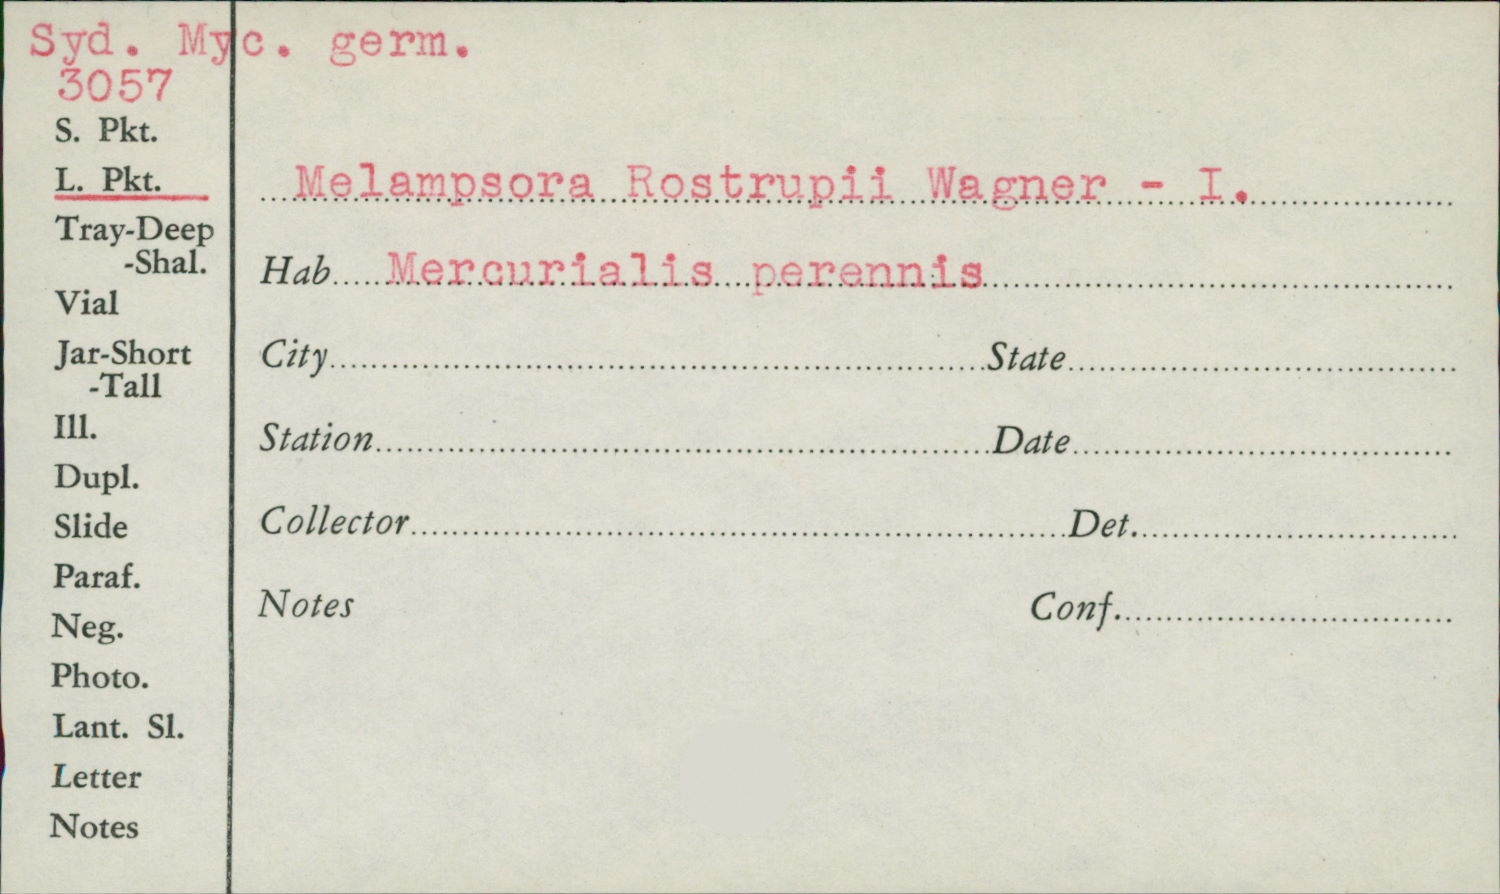 Syd. Myc. germ.
3057
S. Pkt.
L. Pkt.
Tray-Deep
-Shal.
Vial
Jar-Short
-Tall
Ill.
Dupl.
Slide
Paraf.
Neg.
Photo.
Lant. Sl.
Letter
Notes
Melampsora Rostrupii Wagner - I.
Hab. Mercurialis perennis
City State
Station Date
Collector Det.
Notes Conf.